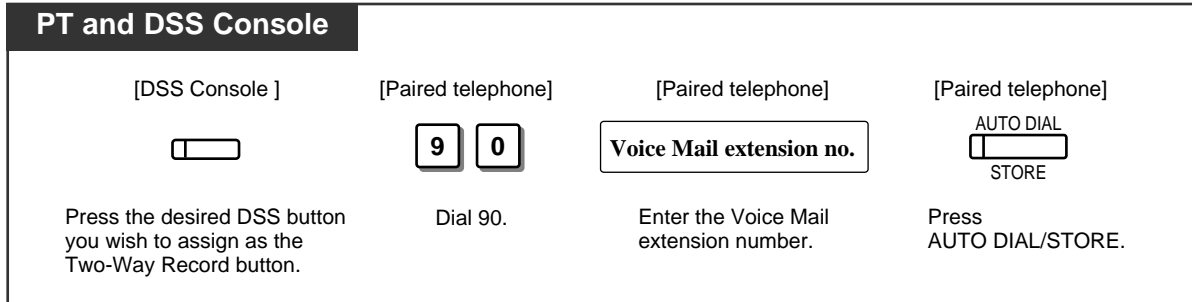 PT and DSS Console
[DSS Console ]
[Paired telephone]
[Paired telephone]
[Paired telephone]
9 0
Voice Mail extension no.
AUTO DIAL
STORE
Press the desired DSS button
you wish to assign as the
Two-Way Record button.
Dial 90.
Enter the Voice Mail
extension number.
Press
AUTO DIAL/STORE.